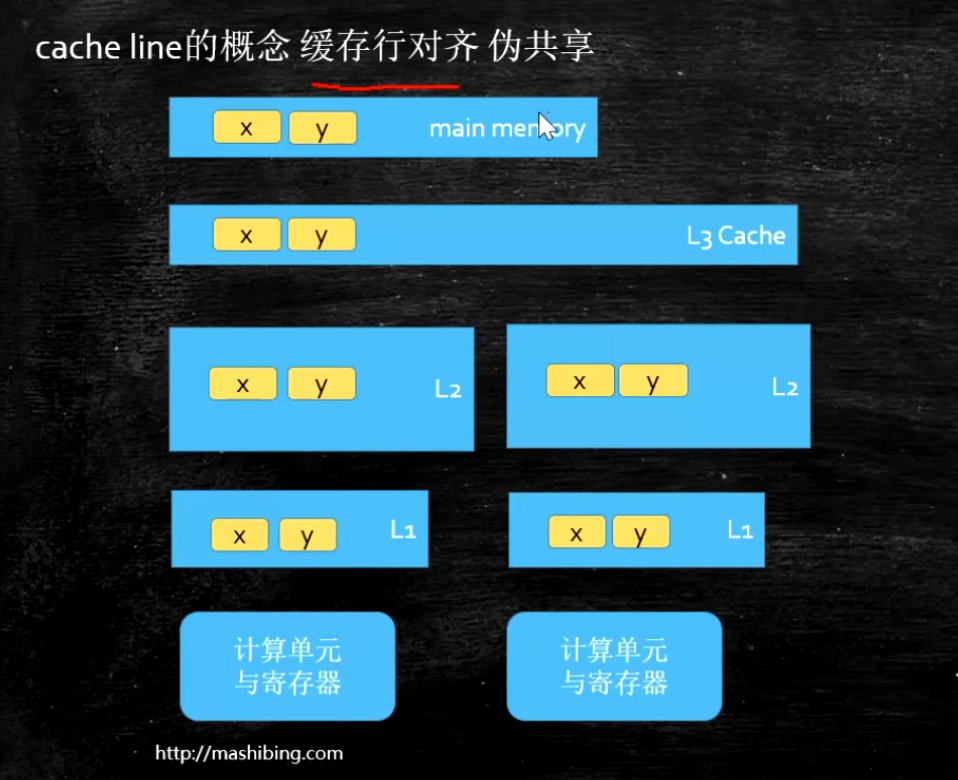 cache line的概念 缓存行对齐 伪共享
x y main memory
x y L3 Cache
x y L2 x y L2
x y L1 x y L1
计算单元 计算单元
与寄存器 与寄存器
http://mashibing.com